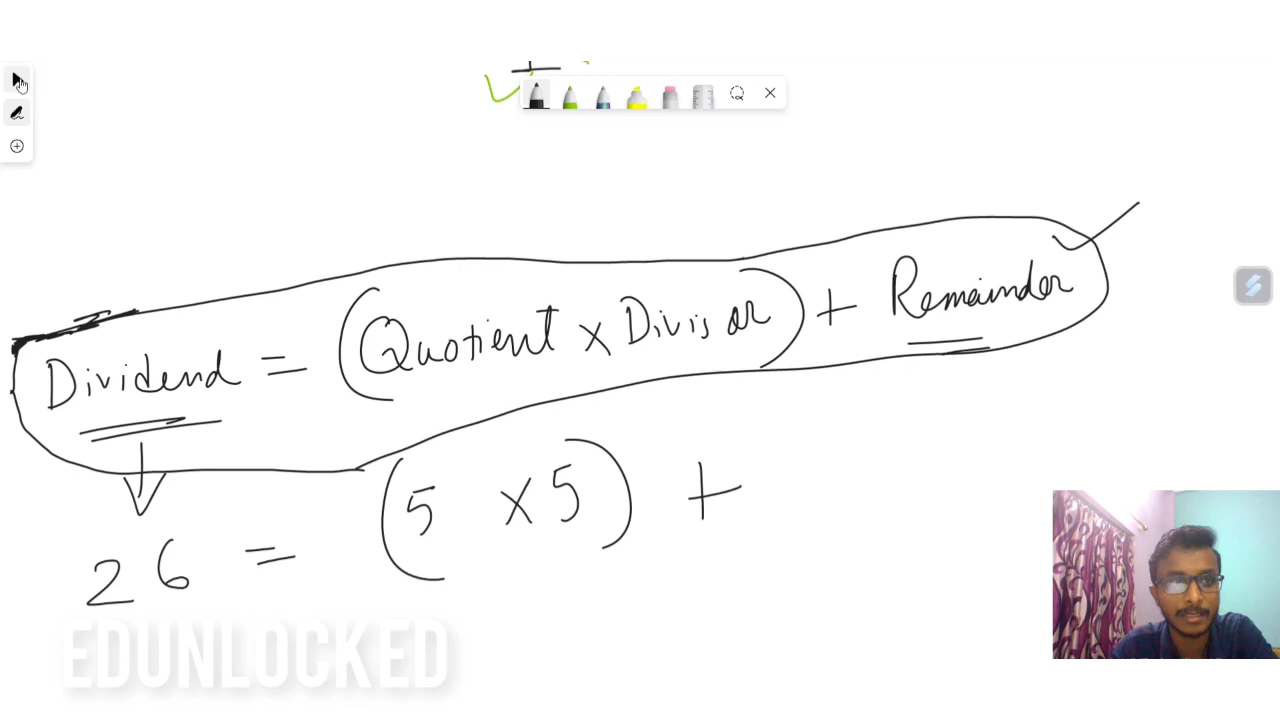 Dividend = (Quotient × Divisor) + Remainder
26 = (5 × 5) +
EDUNLOCKED